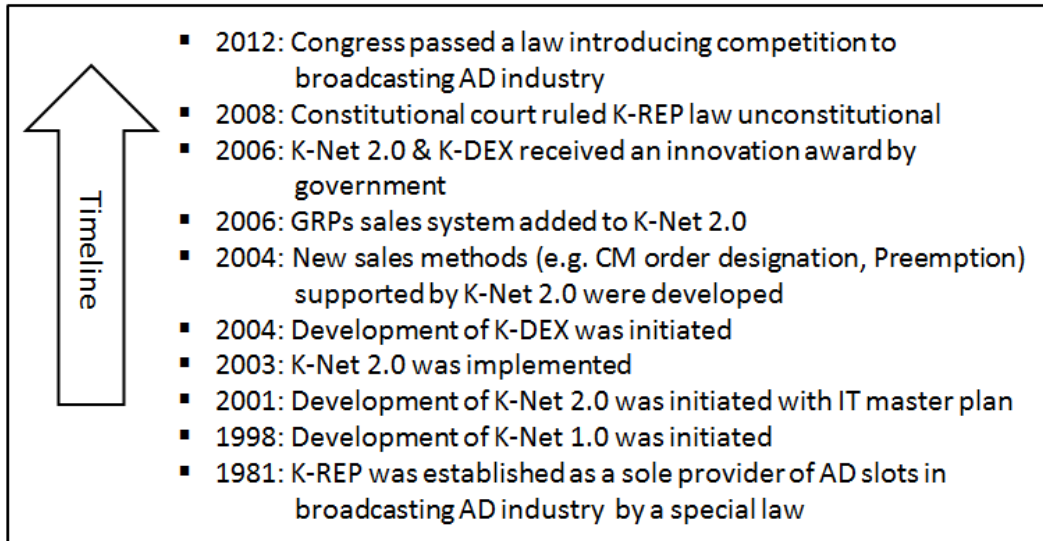 Timeline
▪ 2012: Congress passed a law introducing competition to
broadcasting AD industry
▪ 2008: Constitutional court ruled K-REP law unconstitutional
▪ 2006: K-Net 2.0 & K-DEX received an innovation award by
government
▪ 2006: GRPs sales system added to K-Net 2.0
▪ 2004: New sales methods (e.g. CM order designation, Preemption)
supported by K-Net 2.0 were developed
▪ 2004: Development of K-DEX was initiated
▪ 2003: K-Net 2.0 was implemented
▪ 2001: Development of K-Net 2.0 was initiated with IT master plan
▪ 1998: Development of K-Net 1.0 was initiated
▪ 1981: K-REP was established as a sole provider of AD slots in
broadcasting AD industry by a special law